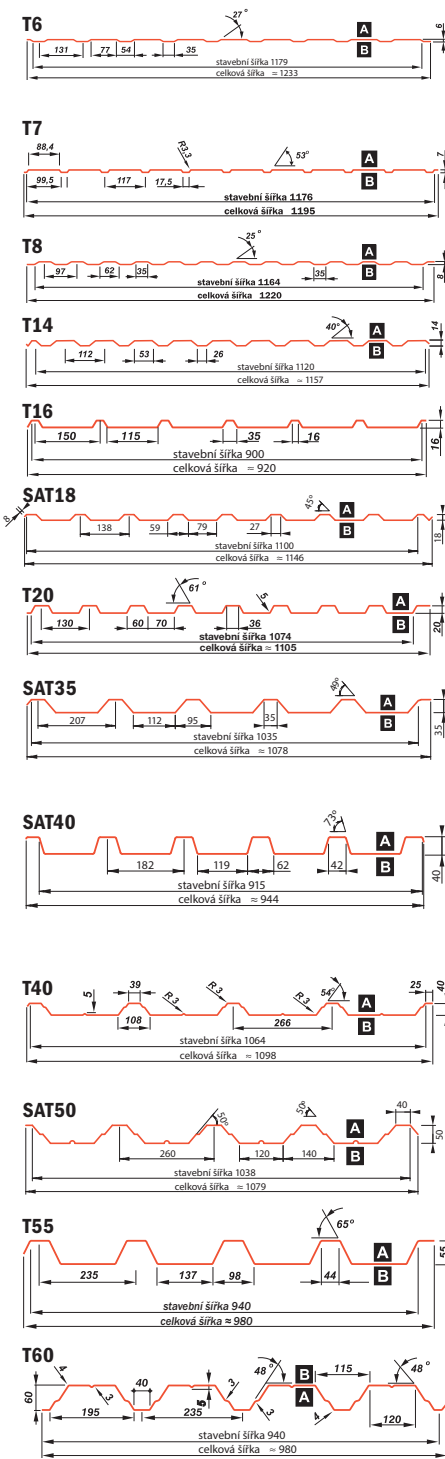 T6
27°
6
A
B
131 77 54 35
stavební šířka 1179
celková šířka ≈ 1233
T7
88,4 R3,3 53° 7
A
B
99,5 117 17,5
stavební šířka 1176
celková šířka 1195
T8
25°
A
B
8
97 62 35 35
stavební šířka 1164
celková šířka 1220
T14
40° 14
A
B
112 53 26
stavební šířka 1120
celková šířka ≈ 1157
T16
150 115 35 16 16
stavební šířka 900
celková šířka ≈ 920
SAT18
8 45°
A
B
18
138 59 79 27
stavební šířka 1100
celková šířka ≈ 1146
T20
61° 5
A
B
20
130 60 70 36
stavební šířka 1074
celková šířka ≈ 1105
SAT35
49°
A
B
35
207 112 95 35
stavební šířka 1035
celková šířka ≈ 1078
SAT40
73°
A
B
40
182 119 62 42
stavební šířka 915
celková šířka ≈ 944
T40
5 39 R 3 R 3 R 3 54° 25 40
A
B
108 266
stavební šířka 1064
celková šířka ≈ 1098
SAT50
50° 50° 40
A
B
50
260 120 140
stavební šířka 1038
celková šířka ≈ 1079
T55
65°
A
B
55
235 137 98 44
stavební šířka 940
celková šířka ≈ 980
T60
4 40 48° 115 48°
B
A
60 3 5 3 3 4
195 235 120
stavební šířka 940
celková šířka ≈ 980